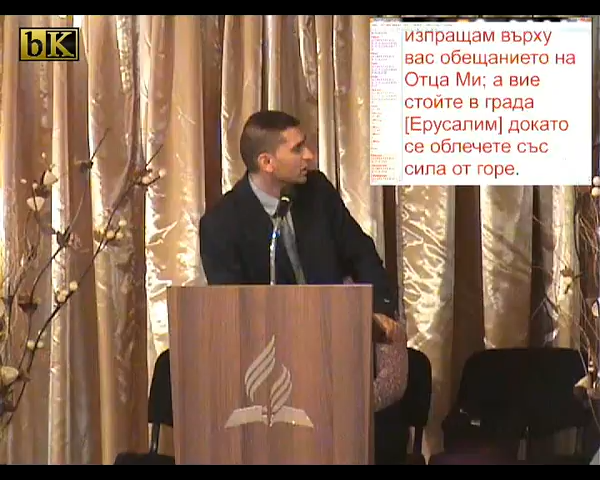 bK
изпращам върху
вас обещанието на
Отца Ми; а вие
стойте в града
[Ерусалим] докато
се облечете със
сила от горе.